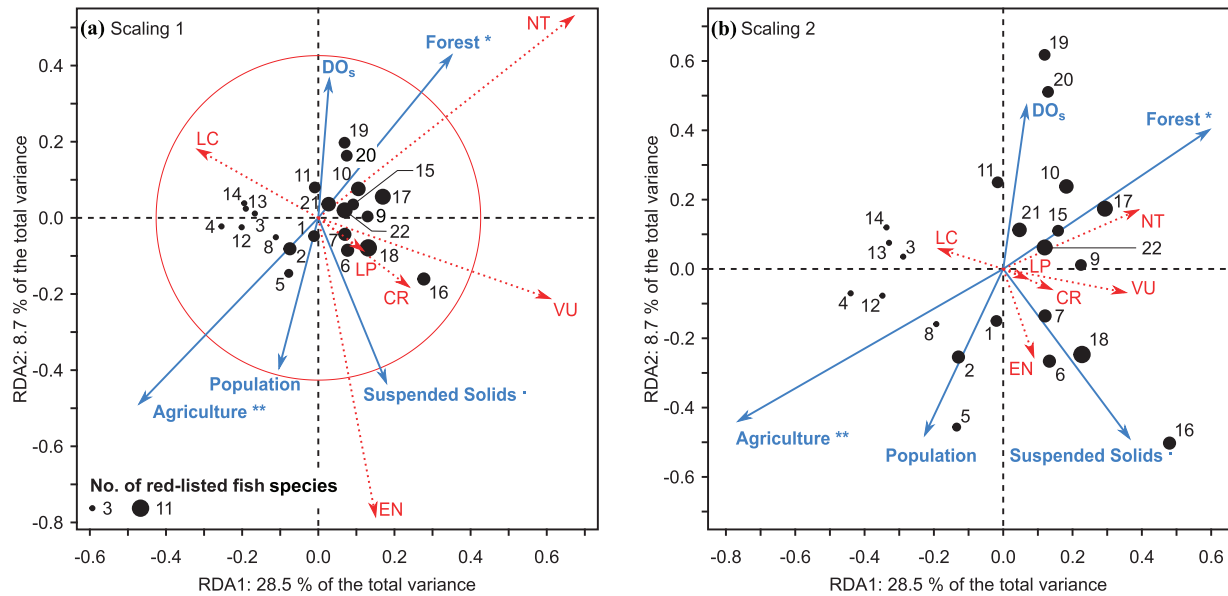 (a) Scaling 1
NT
Forest *
DOs
LC
19
20
15
11
10
14
13
21
17
4
12
3
8
1
2
7
9
22
5
6
LP
18
CR
16
VU
Population
Suspended Solids ·
Agriculture **
EN
No. of red-listed fish species
3
11
0.4
0.2
0.0
-0.2
-0.4
-0.6
-0.8
-0.6
-0.4
-0.2
0.0
0.2
0.4
0.6
RDA2: 8.7 % of the total variance
RDA1: 28.5 % of the total variance
(b) Scaling 2
19
20
DOs
Forest *
11
10
17
14
21
15
NT
13
3
LC
22
LP
9
4
12
CR
VU
8
1
7
18
2
EN
6
5
16
Agriculture **
Population
Suspended Solids ·
0.6
0.4
0.2
0.0
-0.2
-0.4
-0.6
-0.8
-0.6
-0.4
-0.2
0.0
0.2
0.4
0.6
RDA2: 8.7 % of the total variance
RDA1: 28.5 % of the total variance